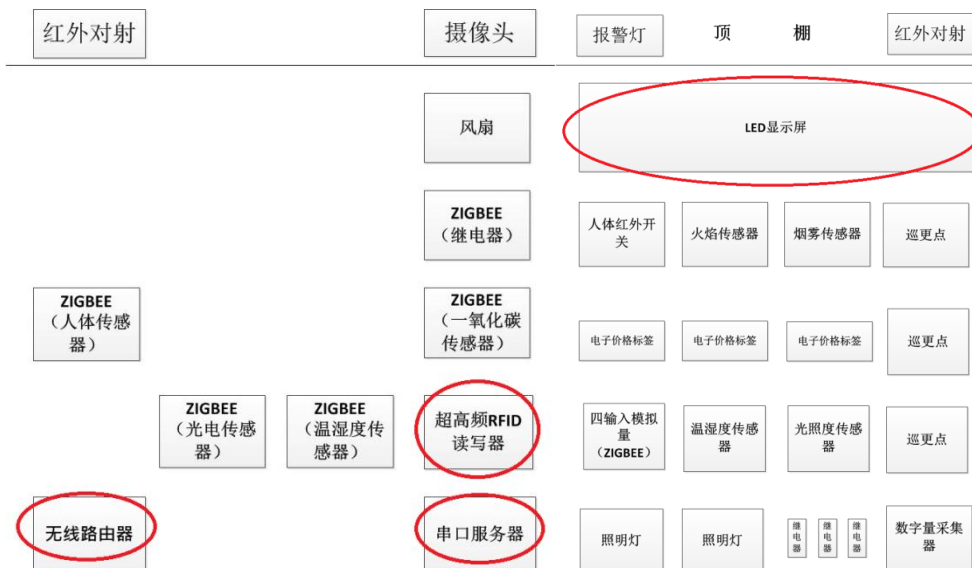 红外对射
摄像头
报警灯
顶 棚
红外对射
风扇
LED显示屏
ZIGBEE
（继电器）
人体红外开
关
火焰传感器
烟雾传感器
巡更点
ZIGBEE
（人体传感
器）
ZIGBEE
（一氧化碳
传感器）
电子价格标签
电子价格标签
电子价格标签
巡更点
ZIGBEE
（光电传感
器）
ZIGBEE
（温湿度传
感器）
超高频RFID
读写器
四输入模拟
量
（ZIGBEE）
温湿度传感
器
光照度传感
器
巡更点
无线路由器
串口服务器
照明灯
照明灯
继
电
器
继
电
器
继
电
器
数字量采集
器